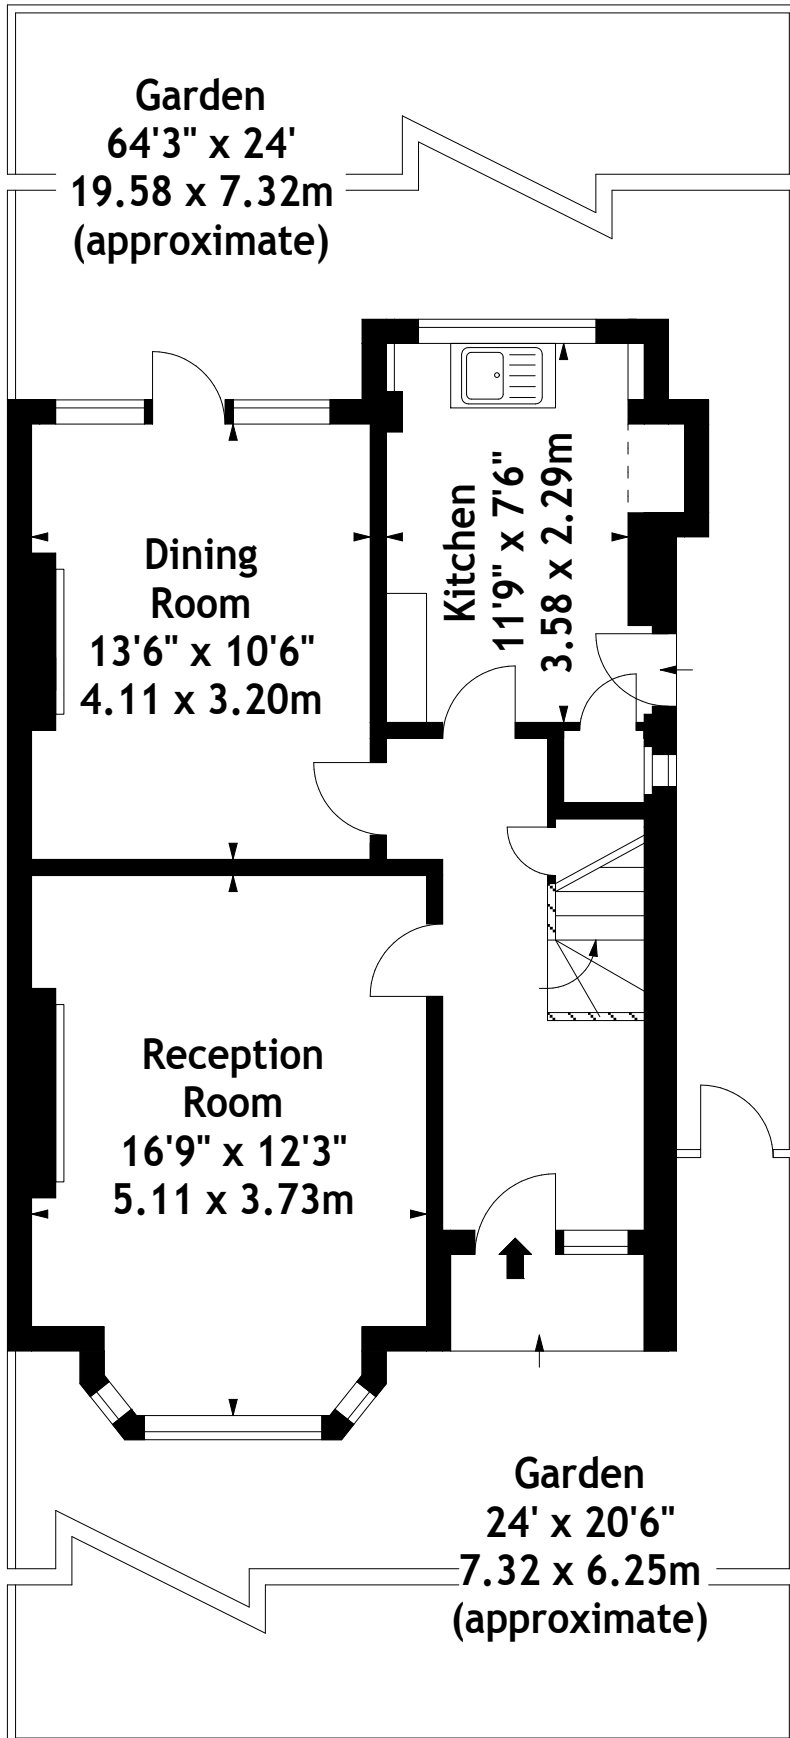 Garden
64'3" x 24'
19.58 x 7.32m
(approximate)
Kitchen
11'9" x 7'6"
3.58 x 2.29m
Dining
Room
13'6" x 10'6"
4.11 x 3.20m
Reception
Room
16'9" x 12'3"
5.11 x 3.73m
Garden
24' x 20'6"
7.32 x 6.25m
(approximate)